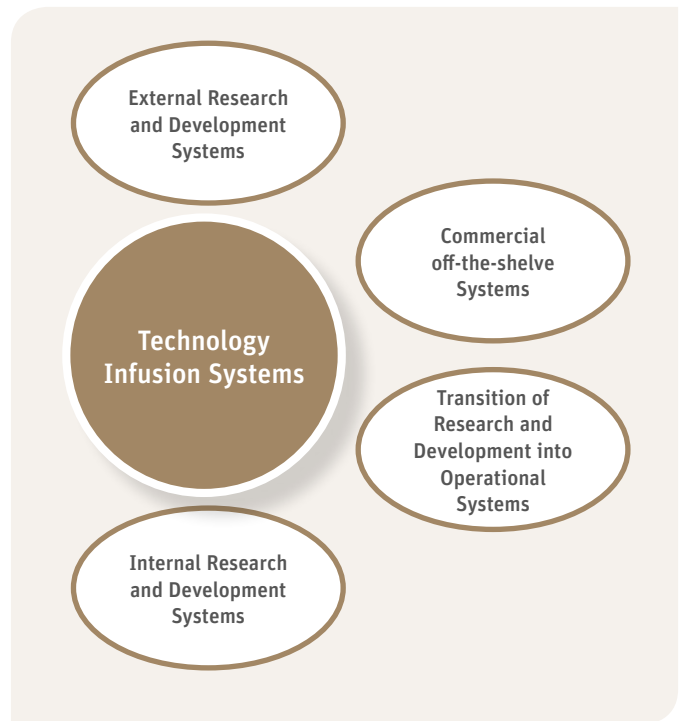 External Research
and Development
Systems
Commercial
off-the-shelve
Systems
Technology
Infusion Systems
Transition of
Research and
Development into
Operational
Systems
Internal Research
and Development
Systems